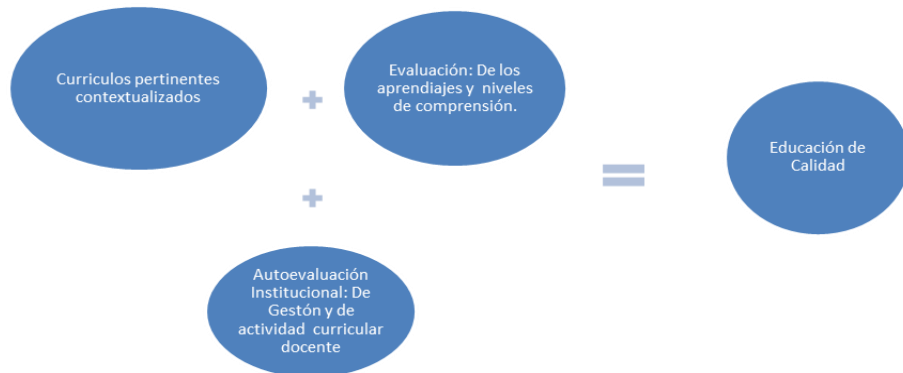 Curriculos pertinentes
contextualizados
+
Evaluación: De los
aprendiajes y  niveles
de comprensión.
+
Autoevaluación
Institucional: De
Gestón y de
actividad  curricular
docente
=
Educación de
Calidad